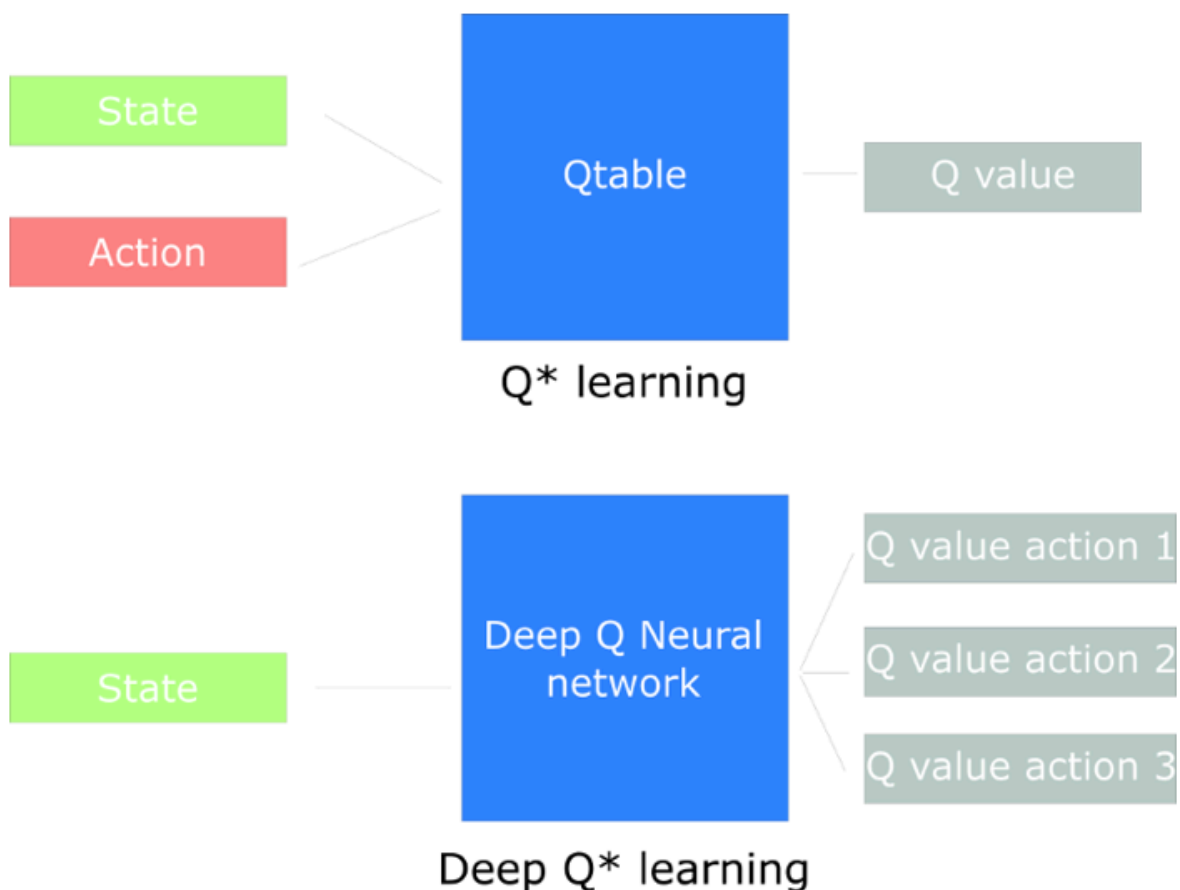 State
Action
Qtable
Q value
Q* learning
State
Deep Q Neural
network
Q value action 1
Q value action 2
Q value action 3
Deep Q* learning